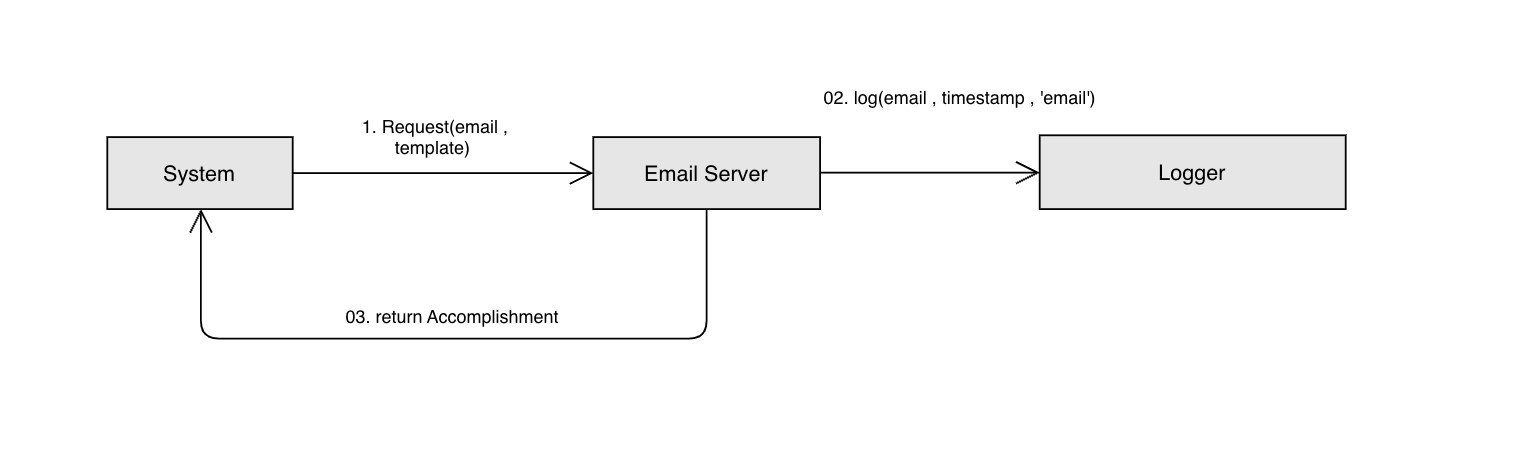 02. log(email , timestamp , 'email')
1. Request(email ,
template)
System
Email Server
Logger
03. return Accomplishment